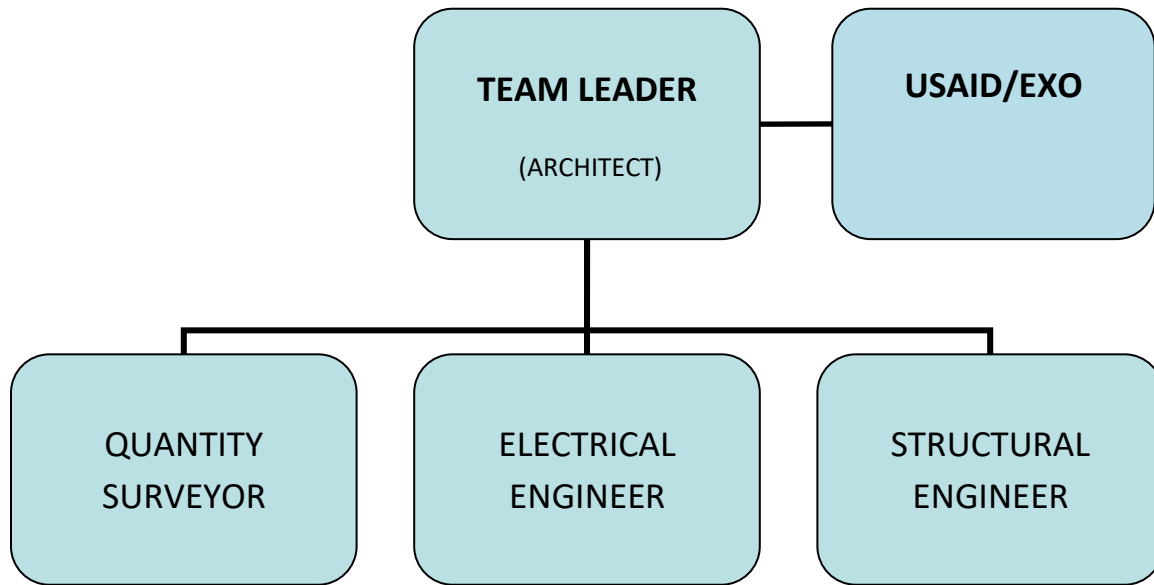 TEAM LEADER
(ARCHITECT)
USAID/EXO
QUANTITY
SURVEYOR
ELECTRICAL
ENGINEER
STRUCTURAL
ENGINEER